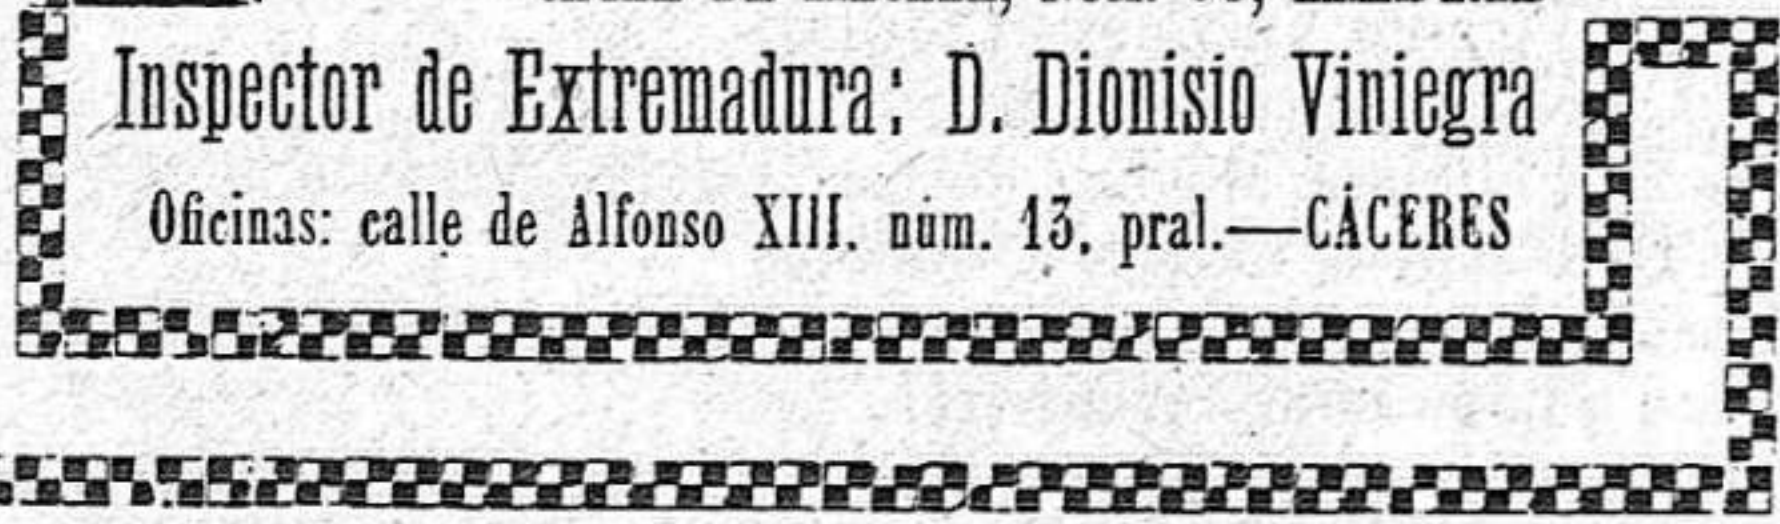 Inspector de Extremadura: D. Dionisio Viniegra
Oficinas: calle de Alfonso XIII. núm. 13, pral.—CÁCERES